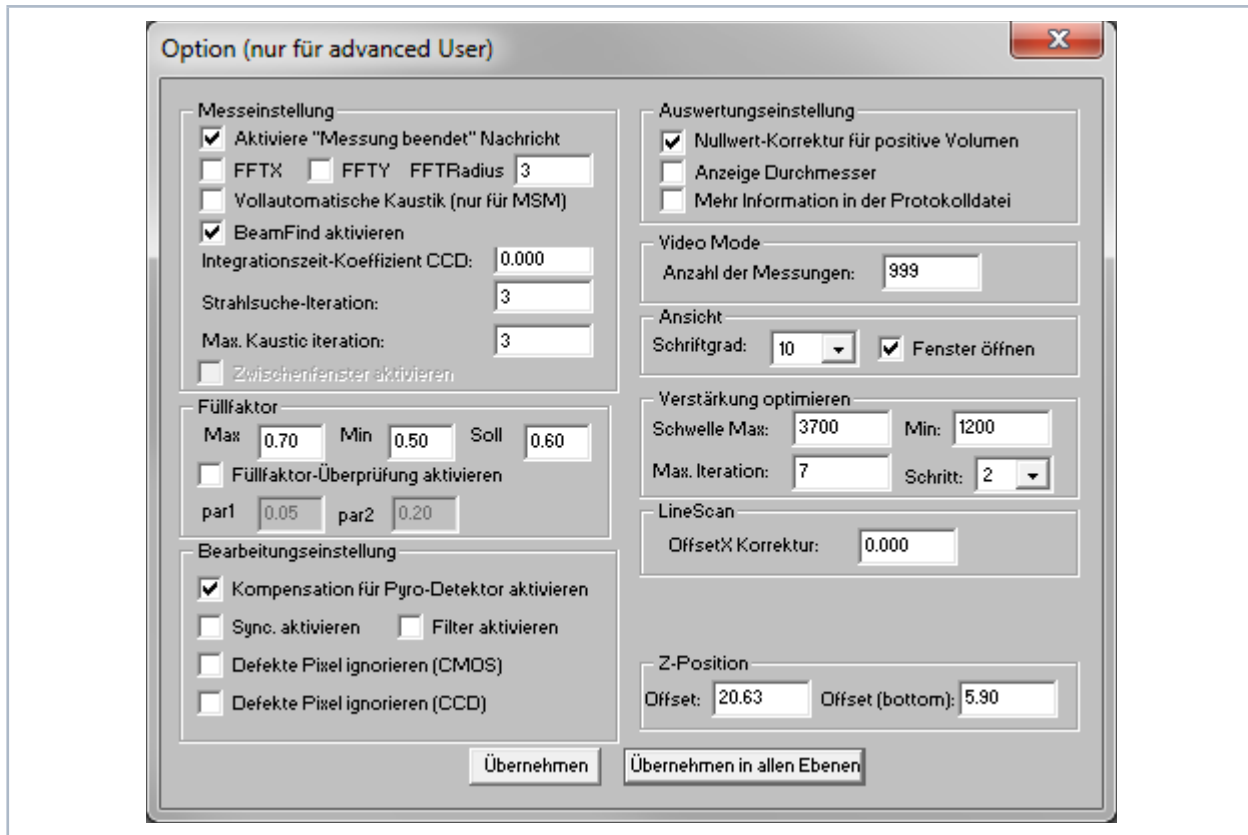 Option (nur für advanced User)
Messeinstellung
Aktiviere "Messung beendet" Nachricht
FFTX FFTY FFTRadius 3
Vollautomatische Kaustik (nur für MSM)
BeamFind aktivieren
Integrationszeit-Koeffizient CCD: 0.000
Strahlsuche-Iteration: 3
Max. Kaustic iteration: 3
Zwischenfenster aktivieren
Füllfaktor
Max 0.70 Min 0.50 Soll 0.60
Füllfaktor-Überprüfung aktivieren
par1 0.05 par2 0.20
Bearbeitungseinstellung
Kompensation für Pyro-Detektor aktivieren
Sync. aktivieren Filter aktivieren
Defekte Pixel ignorieren (CMOS)
Defekte Pixel ignorieren (CCD)
Auswertungseinstellung
Nullwert-Korrektur für positive Volumen
Anzeige Durchmesser
Mehr Information in der Protokolldatei
Video Mode
Anzahl der Messungen: 999
Ansicht
Schriftgrad: 10 Fenster öffnen
Verstärkung optimieren
Schwelle Max: 3700 Min: 1200
Max. Iteration: 7 Schritt: 2
LineScan
OffsetX Korrektur: 0.000
Z-Position
Offset: 20.63 Offset (bottom): 5.90
Übernehmen Übernehmen in allen Ebenen